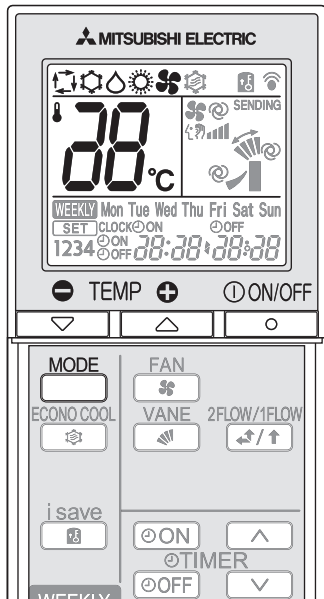 MITSUBISHI ELECTRIC
SENDING
88°C
WEEKLY Mon Tue Wed Thu Fri Sat Sun
SET CLOCK ON OFF
1234 ON OFF 88:88 88:88
TEMP ON/OFF
MODE FAN
ECONO COOL VANE 2FLOW/1FLOW
i save
ON
TIMER
OFF
WEEKLY